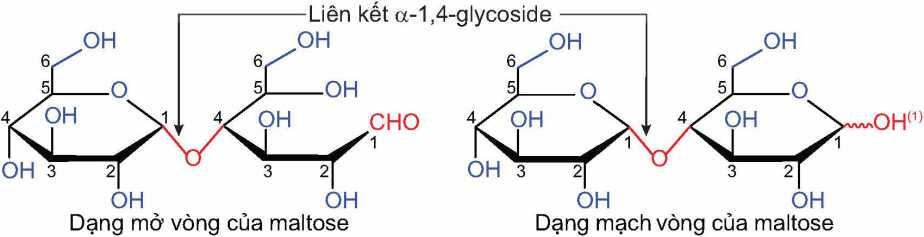 Liên kết α-1,4-glycoside
OH OH
6 6
5 O 5 OH
4 OH 1 4 OH CHO
OH 3 2 O 3 2 1
OH OH OH
Dạng mở vòng của maltose
OH OH
6 6
5 O 5 O
4 OH 1 4 OH 1 OH(1)
OH 3 2 O 3 2
OH OH OH
Dạng mạch vòng của maltose